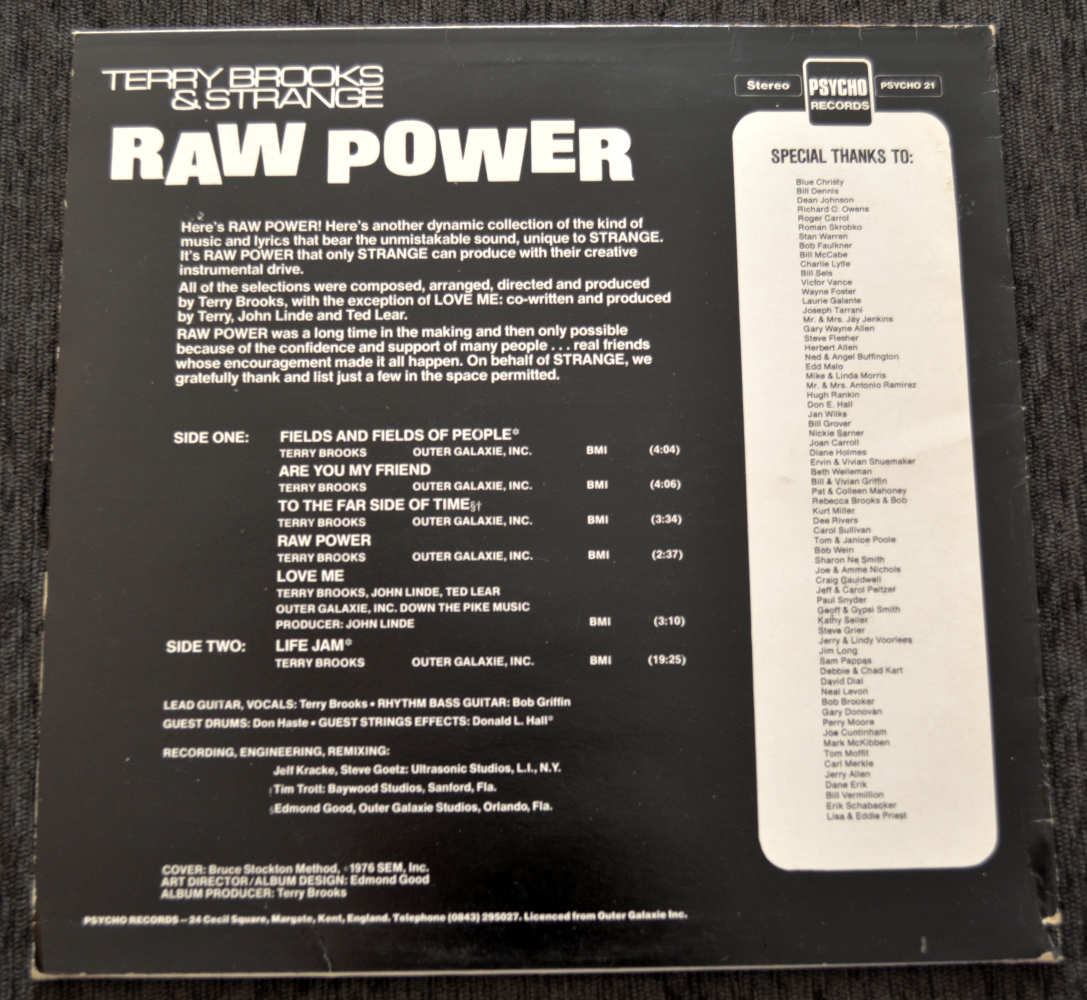 TERRY BROOKS
& STRANGE
RAW POWER
Stereo
PSYCHO
RECORDS
PSYCHO 21
Here's RAW POWER! Here's another dynamic collection of the kind of
music and lyrics that bear the unmistakable sound, unique to STRANGE.
It's RAW POWER that only STRANGE can produce with their creative
instrumental drive.
All of the selections were composed, arranged, directed and produced
by Terry Brooks, with the exception of LOVE ME: co-written and produced
by Terry, John Linde and Ted Lear.
RAW POWER was a long time in the making and then only possible
because of the confidence and support of many people . . . real friends
whose encouragement made it all happen. On behalf of STRANGE, we
gratefully thank and list just a few in the space permitted.
SIDE ONE: FIELDS AND FIELDS OF PEOPLE*
TERRY BROOKS OUTER GALAXIE, INC. BMI (4:04)
ARE YOU MY FRIEND
TERRY BROOKS OUTER GALAXIE, INC. BMI (4:06)
TO THE FAR SIDE OF TIME§†
TERRY BROOKS OUTER GALAXIE, INC. BMI (3:34)
RAW POWER
TERRY BROOKS OUTER GALAXIE, INC. BMI (2:37)
LOVE ME
TERRY BROOKS, JOHN LINDE, TED LEAR
OUTER GALAXIE, INC. DOWN THE PIKE MUSIC
PRODUCER: JOHN LINDE BMI (3:10)
SIDE TWO: LIFE JAM*
TERRY BROOKS OUTER GALAXIE, INC. BMI (19:25)
LEAD GUITAR, VOCALS: Terry Brooks • RHYTHM BASS GUITAR: Bob Griffin
GUEST DRUMS: Don Haste • GUEST STRINGS EFFECTS: Donald L. Hall*
RECORDING, ENGINEERING, REMIXING:
Jeff Kracke, Steve Goetz: Ultrasonic Studios, L.I., N.Y.
†Tim Troit: Baywood Studios, Sanford, Fla.
§Edmond Good, Outer Galaxie Studios, Orlando, Fla.
COVER: Bruce Stockton Method, ©1976 SEM, Inc.
ART DIRECTOR/ALBUM DESIGN: Edmond Good
ALBUM PRODUCER: Terry Brooks
PSYCHO RECORDS – 24 Cecil Square, Margate, Kent, England. Telephone (0843) 295027. Licenced from Outer Galaxie Inc.
SPECIAL THANKS TO:
Blue Christy
Bill Dennis
Dean Johnson
Richard C. Owens
Roger Carrol
Roman Skrobko
Stan Warren
Bob Faulkner
Bill McCabe
Charlie Lytle
Bill Sels
Victor Vance
Wayne Foster
Laurie Galante
Joseph Tarrani
Mr. & Mrs. Jay Jenkins
Gary Wayne Allen
Steve Flesher
Herbert Allen
Ned & Angel Buffington
Edd Malo
Mike & Linda Morris
Mr. & Mrs. Antonio Ramirez
Hugh Rankin
Don E. Hall
Jan Wilks
Bill Grover
Nickie Sarner
Joan Carroll
Diane Holmes
Ervin & Vivian Shuemaker
Beth Welleman
Bill & Vivian Griffin
Pat & Colleen Mahoney
Rebecca Brooks & Bob
Kurt Miller
Dee Rivers
Carol Sullivan
Tom & Janice Poole
Bob Wein
Sharon Ne Smith
Joe & Amme Nichols
Craig Gauldwell
Jeff & Carol Peltzer
Paul Snyder
Geoff & Gypsi Smith
Kathy Seller
Steve Grier
Jerry & Lindy Voorlees
Jim Long
Sam Pappas
Debbie & Chad Kart
David Dial
Neal Levon
Bob Brooker
Gary Donovan
Perry Moore
Joe Cuntinham
Mark McKibben
Tom Moffit
Carl Merkle
Jerry Allen
Dane Erik
Bill Vermillion
Erik Schabacker
Lisa & Eddie Priest